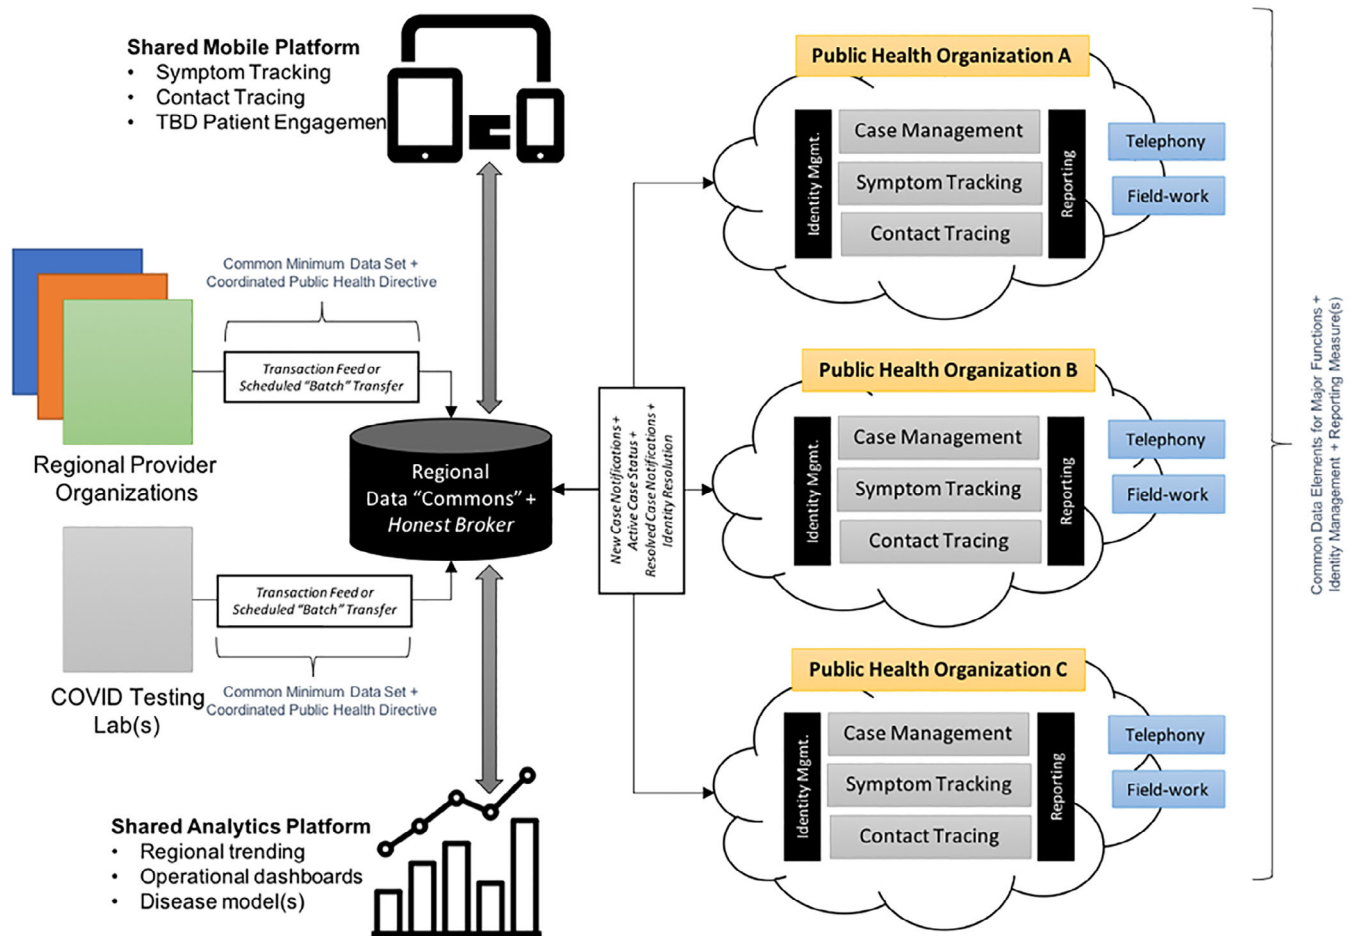 Shared Mobile Platform
• Symptom Tracking
• Contact Tracing
• TBD Patient Engagemen
Common Minimum Data Set +
Coordinated Public Health Directive
Transaction Feed or
Scheduled “Batch” Transfer
Regional Provider
Organizations
Regional
Data “Commons” +
Honest Broker
Transaction Feed or
Scheduled “Batch” Transfer
Common Minimum Data Set +
Coordinated Public Health Directive
COVID Testing
Lab(s)
Shared Analytics Platform
• Regional trending
• Operational dashboards
• Disease model(s)
New Case Notifications +
Active Case Status +
Resolved Case Notifications +
Identity Resolution
Public Health Organization A
Identity Mgmt.
Case Management
Symptom Tracking
Contact Tracing
Reporting
Telephony
Field-work
Public Health Organization B
Identity Mgmt.
Case Management
Symptom Tracking
Contact Tracing
Reporting
Telephony
Field-work
Public Health Organization C
Identity Mgmt.
Case Management
Symptom Tracking
Contact Tracing
Reporting
Telephony
Field-work
Common Data Elements for Major Functions +
Identity Management + Reporting Measure(s)